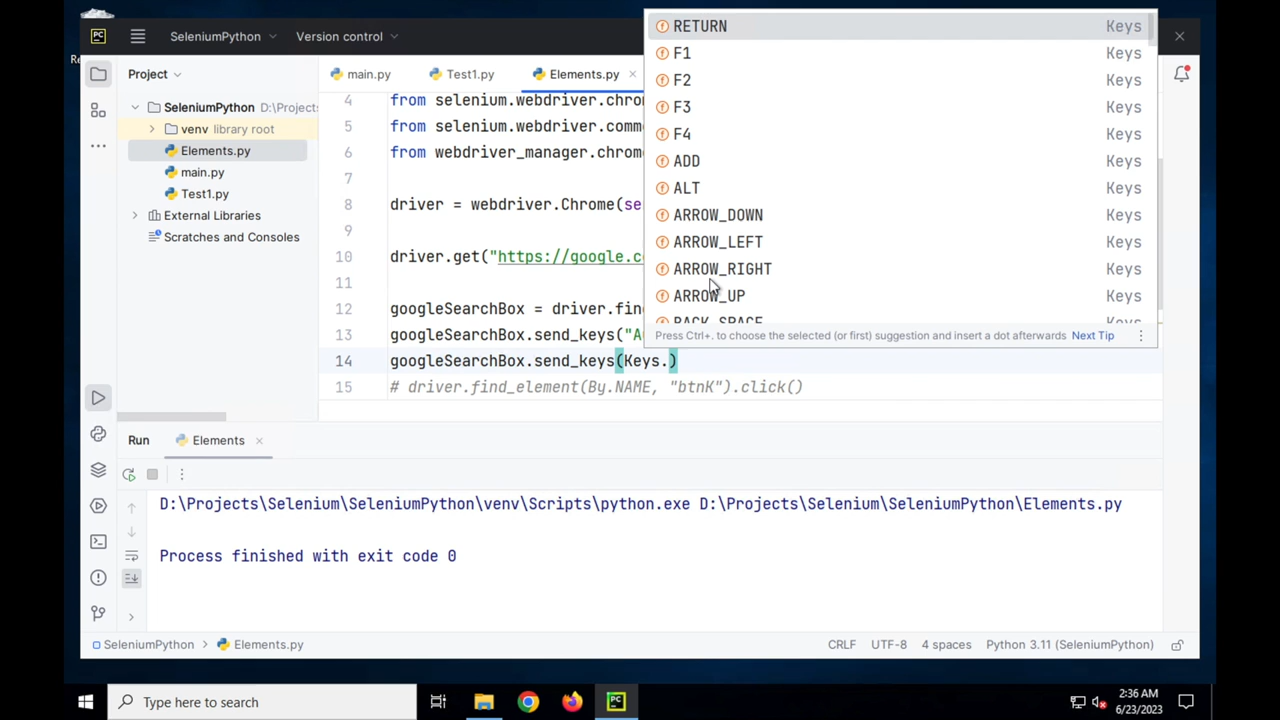 PC
SeleniumPython
Version control
Re
Project
main.py
Test1.py
Elements.py
SeleniumPython D:\Projects
venv library root
Elements.py
main.py
Test1.py
External Libraries
Scratches and Consoles
4 from selenium.webdriver.chro
5 from selenium.webdriver.comm
6 from webdriver_manager.chrom
7
8 driver = webdriver.Chrome(se
9
10 driver.get("https://google.c
11
12 googleSearchBox = driver.fin
13 googleSearchBox.send_keys("A
14 googleSearchBox.send_keys(Keys.)
15 # driver.find_element(By.NAME, "btnK").click()
RETURN Keys
F1 Keys
F2 Keys
F3 Keys
F4 Keys
ADD Keys
ALT Keys
ARROW_DOWN Keys
ARROW_LEFT Keys
ARROW_RIGHT Keys
ARROW_UP Keys
BACK_SPACE Keys
Press Ctrl+. to choose the selected (or first) suggestion and insert a dot afterwards Next Tip
Run
Elements
D:\Projects\Selenium\SeleniumPython\venv\Scripts\python.exe D:\Projects\Selenium\SeleniumPython\Elements.py
Process finished with exit code 0
SeleniumPython
Elements.py
CRLF
UTF-8
4 spaces
Python 3.11 (SeleniumPython)
Type here to search
PC
2:36 AM
6/23/2023